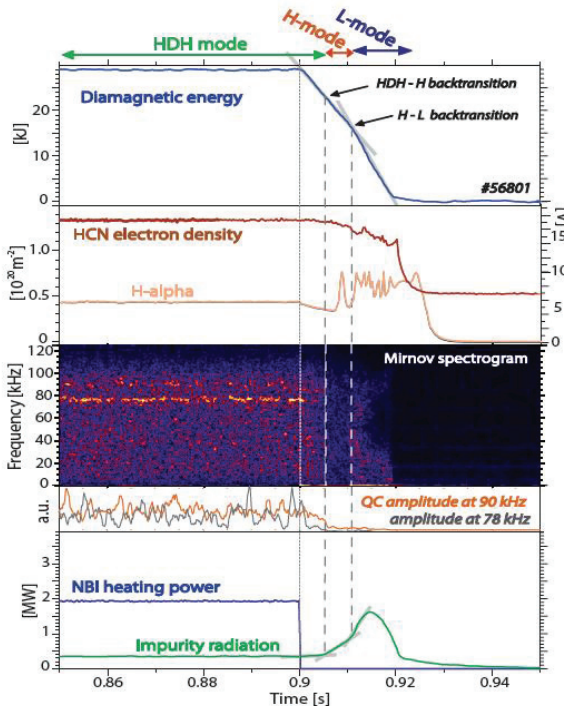 HDH mode
H-mode
L-mode
Diamagnetic energy
HDH - H backtransition
H - L backtransition
#56801
[kJ]
20
10
0
HCN electron density
H-alpha
[10²⁰m⁻²]
1.0
0.5
0
[A]
15
10
5
0
Mirnov spectrogram
Frequency [kHz]
120
100
80
60
40
20
0
a.u.
QC amplitude at 90 kHz
amplitude at 78 kHz
NBI heating power
Impurity radiation
[MW]
3
2
1
0
0.86
0.88
0.9
0.92
0.94
Time [s]